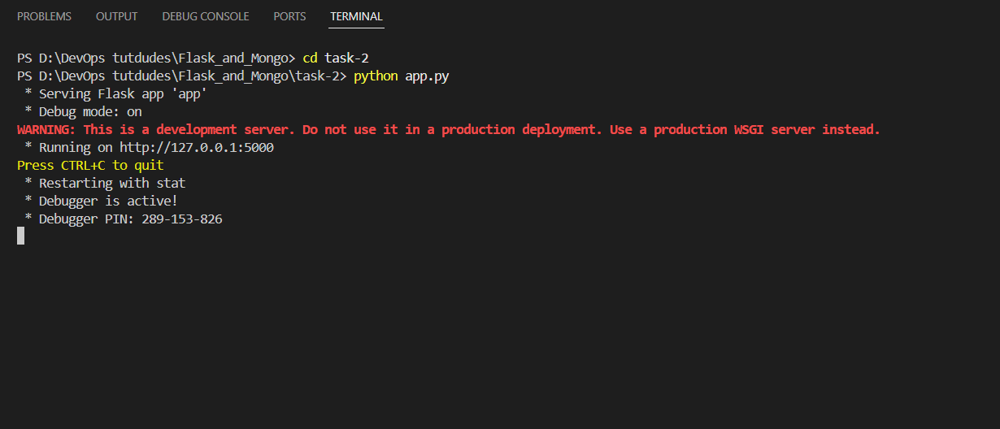 PROBLEMS OUTPUT DEBUG CONSOLE PORTS TERMINAL
PS D:\DevOps tutdudes\Flask_and_Mongo> cd task-2
PS D:\DevOps tutdudes\Flask_and_Mongo\task-2> python app.py
 * Serving Flask app 'app'
 * Debug mode: on
WARNING: This is a development server. Do not use it in a production deployment. Use a production WSGI server instead.
 * Running on http://127.0.0.1:5000
Press CTRL+C to quit
 * Restarting with stat
 * Debugger is active!
 * Debugger PIN: 289-153-826